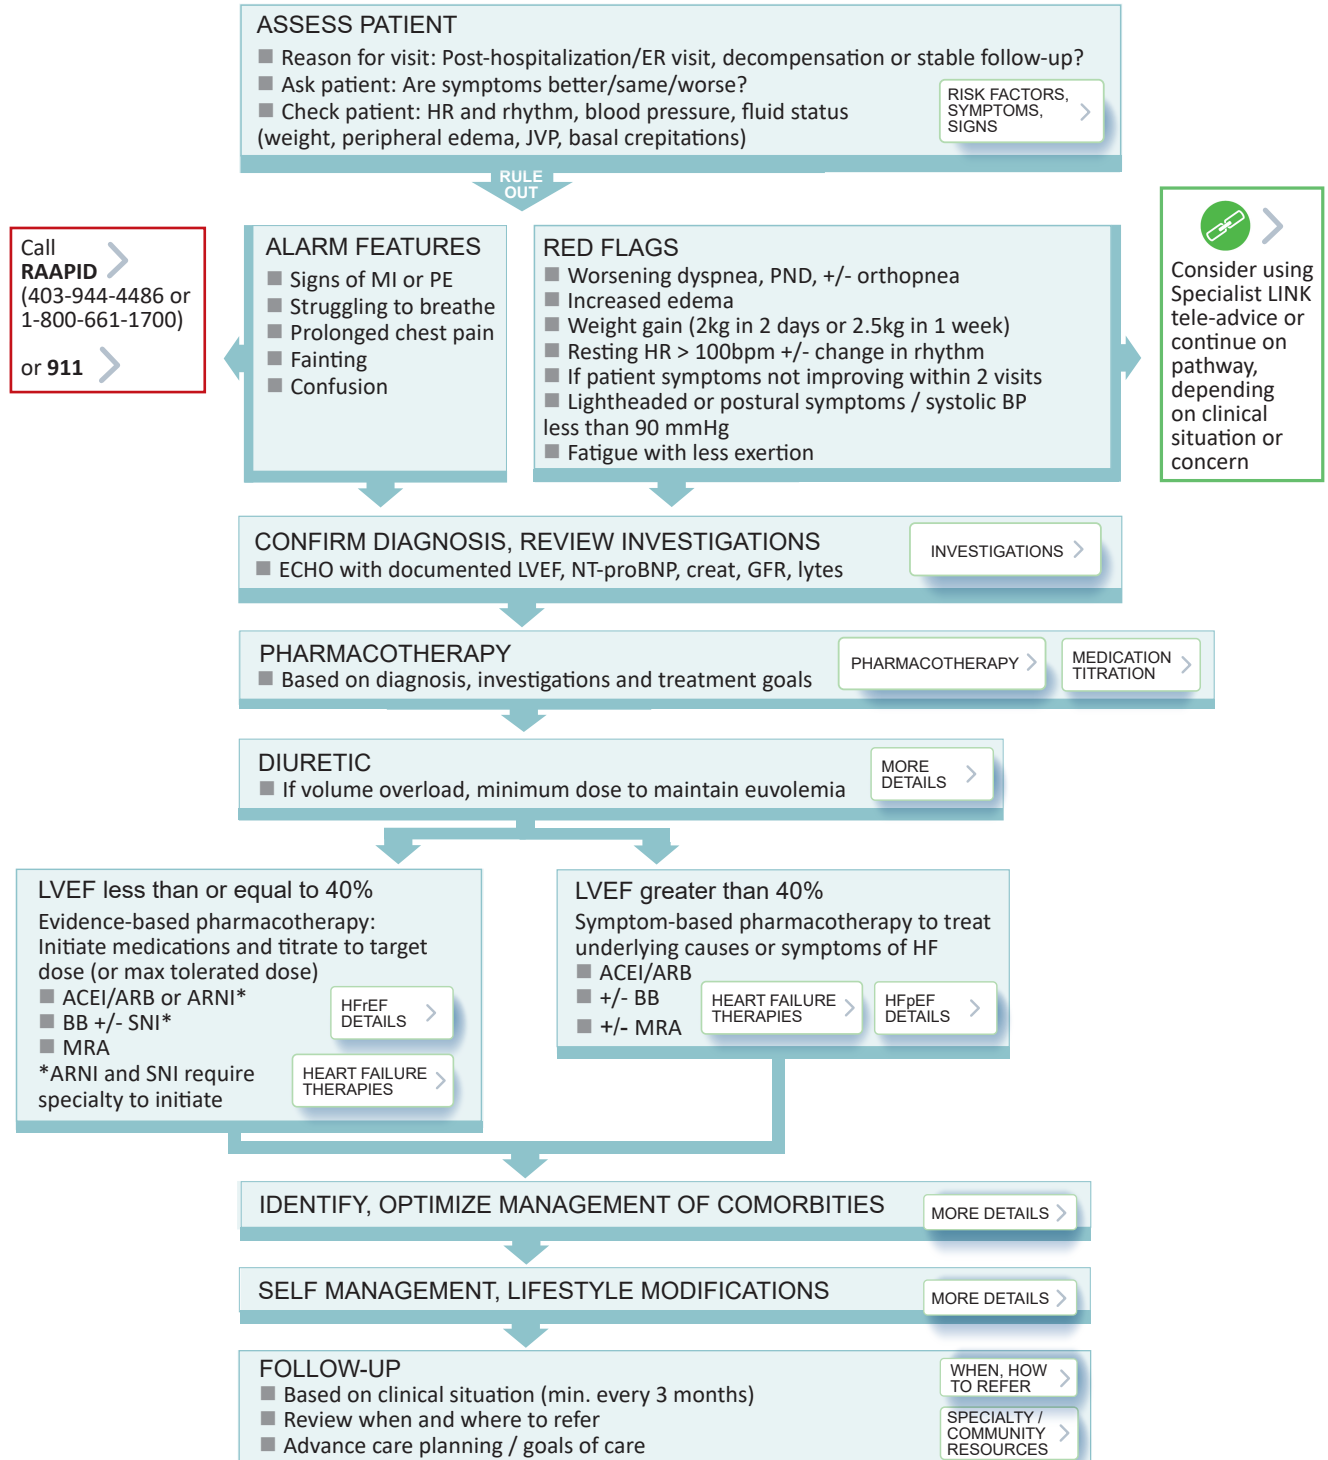 ASSESS PATIENT
■ Reason for visit: Post-hospitalization/ER visit, decompensation or stable follow-up?
■ Ask patient: Are symptoms better/same/worse?
■ Check patient: HR and rhythm, blood pressure, fluid status
(weight, peripheral edema, JVP, basal crepitations)
RISK FACTORS,
SYMPTOMS,
SIGNS
RULE
OUT
Call
RAAPID
(403-944-4486 or
1-800-661-1700)
or 911
ALARM FEATURES
■ Signs of MI or PE
■ Struggling to breathe
■ Prolonged chest pain
■ Fainting
■ Confusion
RED FLAGS
■ Worsening dyspnea, PND, +/- orthopnea
■ Increased edema
■ Weight gain (2kg in 2 days or 2.5kg in 1 week)
■ Resting HR > 100bpm +/- change in rhythm
■ If patient symptoms not improving within 2 visits
■ Lightheaded or postural symptoms / systolic BP
less than 90 mmHg
■ Fatigue with less exertion
Consider using
Specialist LINK
tele-advice or
continue on
pathway,
depending
on clinical
situation or
concern
CONFIRM DIAGNOSIS, REVIEW INVESTIGATIONS
■ ECHO with documented LVEF, NT-proBNP, creat, GFR, lytes
INVESTIGATIONS
PHARMACOTHERAPY
■ Based on diagnosis, investigations and treatment goals
PHARMACOTHERAPY
MEDICATION
TITRATION
DIURETIC
■ If volume overload, minimum dose to maintain euvolemia
MORE
DETAILS
LVEF less than or equal to 40%
Evidence-based pharmacotherapy:
Initiate medications and titrate to target
dose (or max tolerated dose)
■ ACEI/ARB or ARNI*
■ BB +/- SNI*
■ MRA
*ARNI and SNI require
specialty to initiate
HFrEF
DETAILS
HEART FAILURE
THERAPIES
LVEF greater than 40%
Symptom-based pharmacotherapy to treat
underlying causes or symptoms of HF
■ ACEI/ARB
■ +/- BB
■ +/- MRA
HEART FAILURE
THERAPIES
HFpEF
DETAILS
IDENTIFY, OPTIMIZE MANAGEMENT OF COMORBITIES
MORE DETAILS
SELF MANAGEMENT, LIFESTYLE MODIFICATIONS
MORE DETAILS
FOLLOW-UP
■ Based on clinical situation (min. every 3 months)
■ Review when and where to refer
■ Advance care planning / goals of care
WHEN, HOW
TO REFER
SPECIALTY /
COMMUNITY
RESOURCES